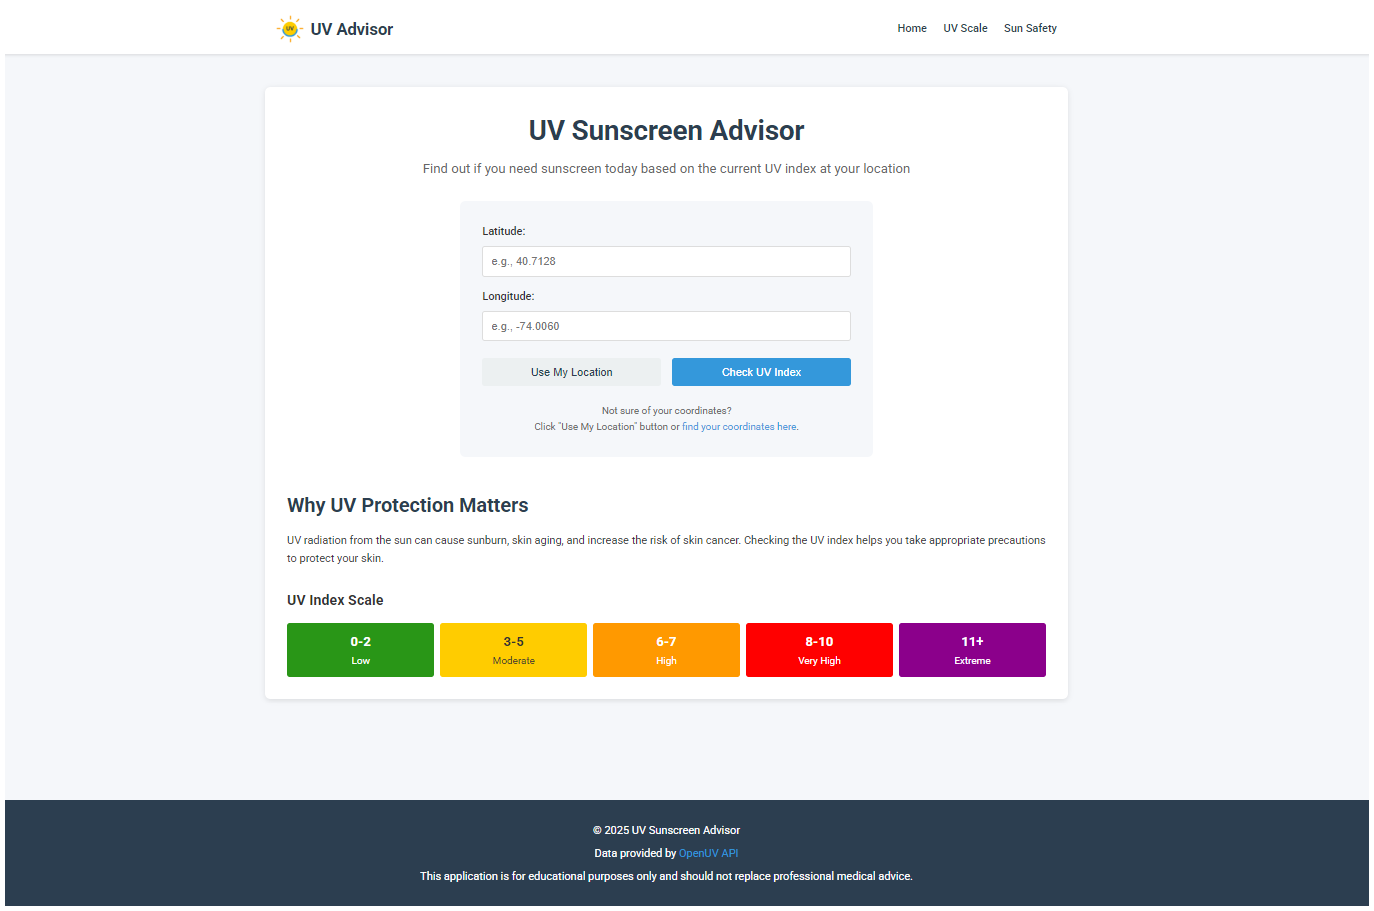 UV
UV Advisor
Home
UV Scale
Sun Safety
UV Sunscreen Advisor
Find out if you need sunscreen today based on the current UV index at your location
Latitude:
e.g., 40.7128
Longitude:
e.g., -74.0060
Use My Location
Check UV Index
Not sure of your coordinates?
Click "Use My Location" button or find your coordinates here.
Why UV Protection Matters
UV radiation from the sun can cause sunburn, skin aging, and increase the risk of skin cancer. Checking the UV index helps you take appropriate precautions
to protect your skin.
UV Index Scale
0-2
Low
3-5
Moderate
6-7
High
8-10
Very High
11+
Extreme
© 2025 UV Sunscreen Advisor
Data provided by OpenUV API
This application is for educational purposes only and should not replace professional medical advice.